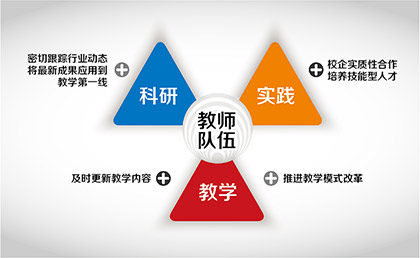 密切跟踪行业动态
将最新成果应用到
教学第一线
校企实质性合作
培养技能型人才
科研
实践
教师
队伍
及时更新教学内容
教学
推进教学模式改革